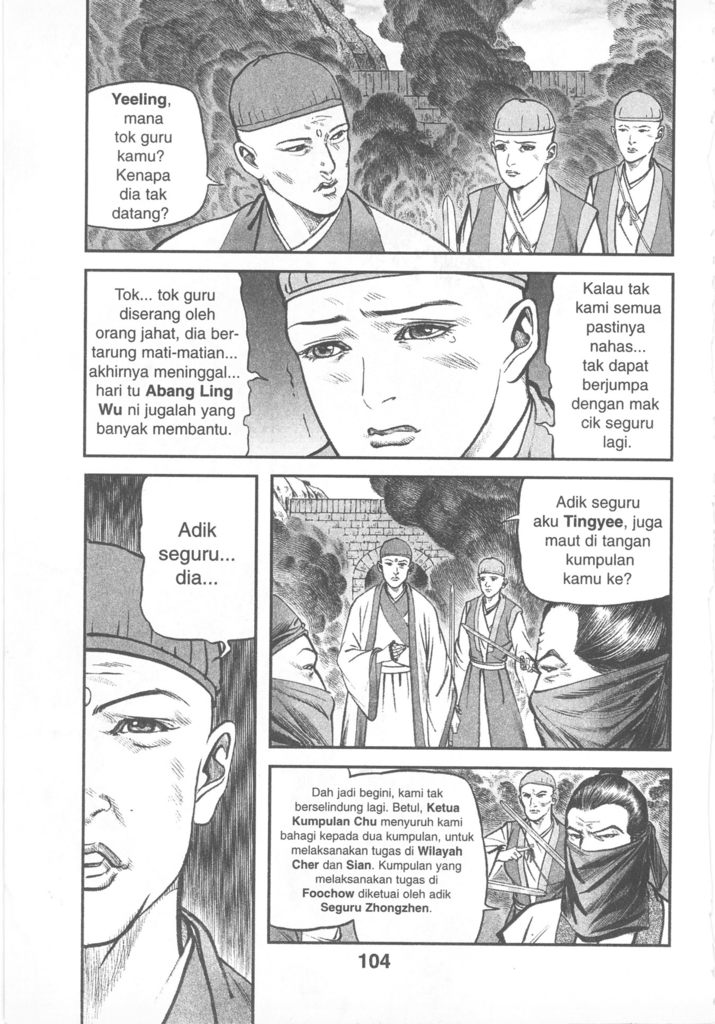 Yeeling,
mana
tok guru
kamu?
Kenapa
dia tak
datang?
Tok... tok guru
diserang oleh
orang jahat, dia ber-
tarung mati-matian...
akhirnya meninggal...
hari tu Abang Ling
Wu ni jugalah yang
banyak membantu.
Kalau tak
kami semua
pastinya
nahas...
tak dapat
berjumpa
dengan mak
cik seguru
lagi.
Adik
seguru...
dia...
Adik seguru
aku Tingyee, juga
maut di tangan
kumpulan
kamu ke?
Dah jadi begini, kami tak
berselindung lagi. Betul, Ketua
Kumpulan Chu menyuruh kami
bahagi kepada dua kumpulan, untuk
melaksanakan tugas di Wilayah
Cher dan Sian. Kumpulan yang
melaksanakan tugas di
Foochow diketuai oleh adik
Seguru Zhongzhen.
104